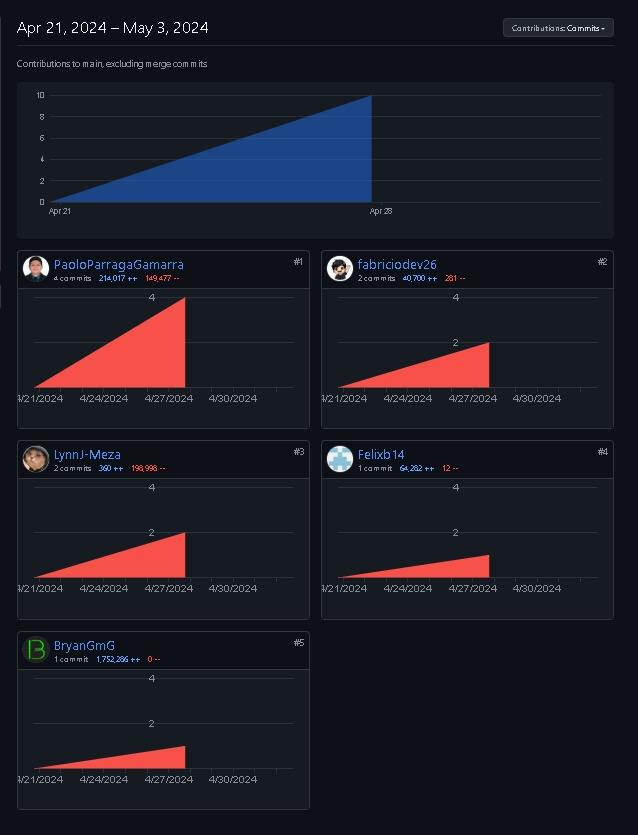 Apr 21, 2024 – May 3, 2024
Contributions: Commits
Contributions to main, excluding merge commits
10
8
6
4
2
0
Apr 21
Apr 28
PaoloParragaGamarra
#1
4 commits 214,017 ++ 149,477 --
4
4/21/2024 4/24/2024 4/27/2024 4/30/2024
fabriciodev26
#2
2 commits 40,700 ++ 281 --
4
2
4/21/2024 4/24/2024 4/27/2024 4/30/2024
LynnJ-Meza
#3
2 commits 360 ++ 198,998 --
4
2
4/21/2024 4/24/2024 4/27/2024 4/30/2024
Felixb14
#4
1 commit 64,282 ++ 12 --
4
2
4/21/2024 4/24/2024 4/27/2024 4/30/2024
BryanGmG
#5
1 commit 1,752,286 ++ 0 --
4
2
4/21/2024 4/24/2024 4/27/2024 4/30/2024